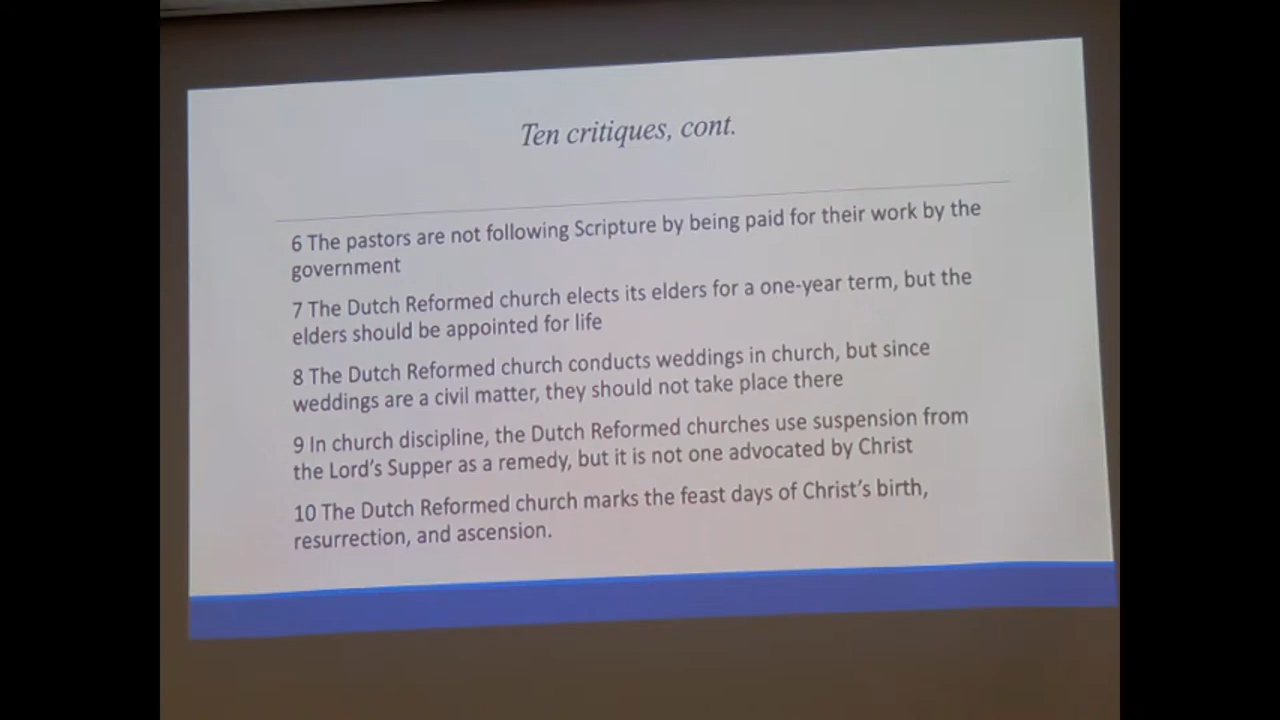 Ten critiques, cont.
6 The pastors are not following Scripture by being paid for their work by the
government
7 The Dutch Reformed church elects its elders for a one-year term, but the
elders should be appointed for life
8 The Dutch Reformed church conducts weddings in church, but since
weddings are a civil matter, they should not take place there
9 In church discipline, the Dutch Reformed churches use suspension from
the Lord's Supper as a remedy, but it is not one advocated by Christ
10 The Dutch Reformed church marks the feast days of Christ's birth,
resurrection, and ascension.